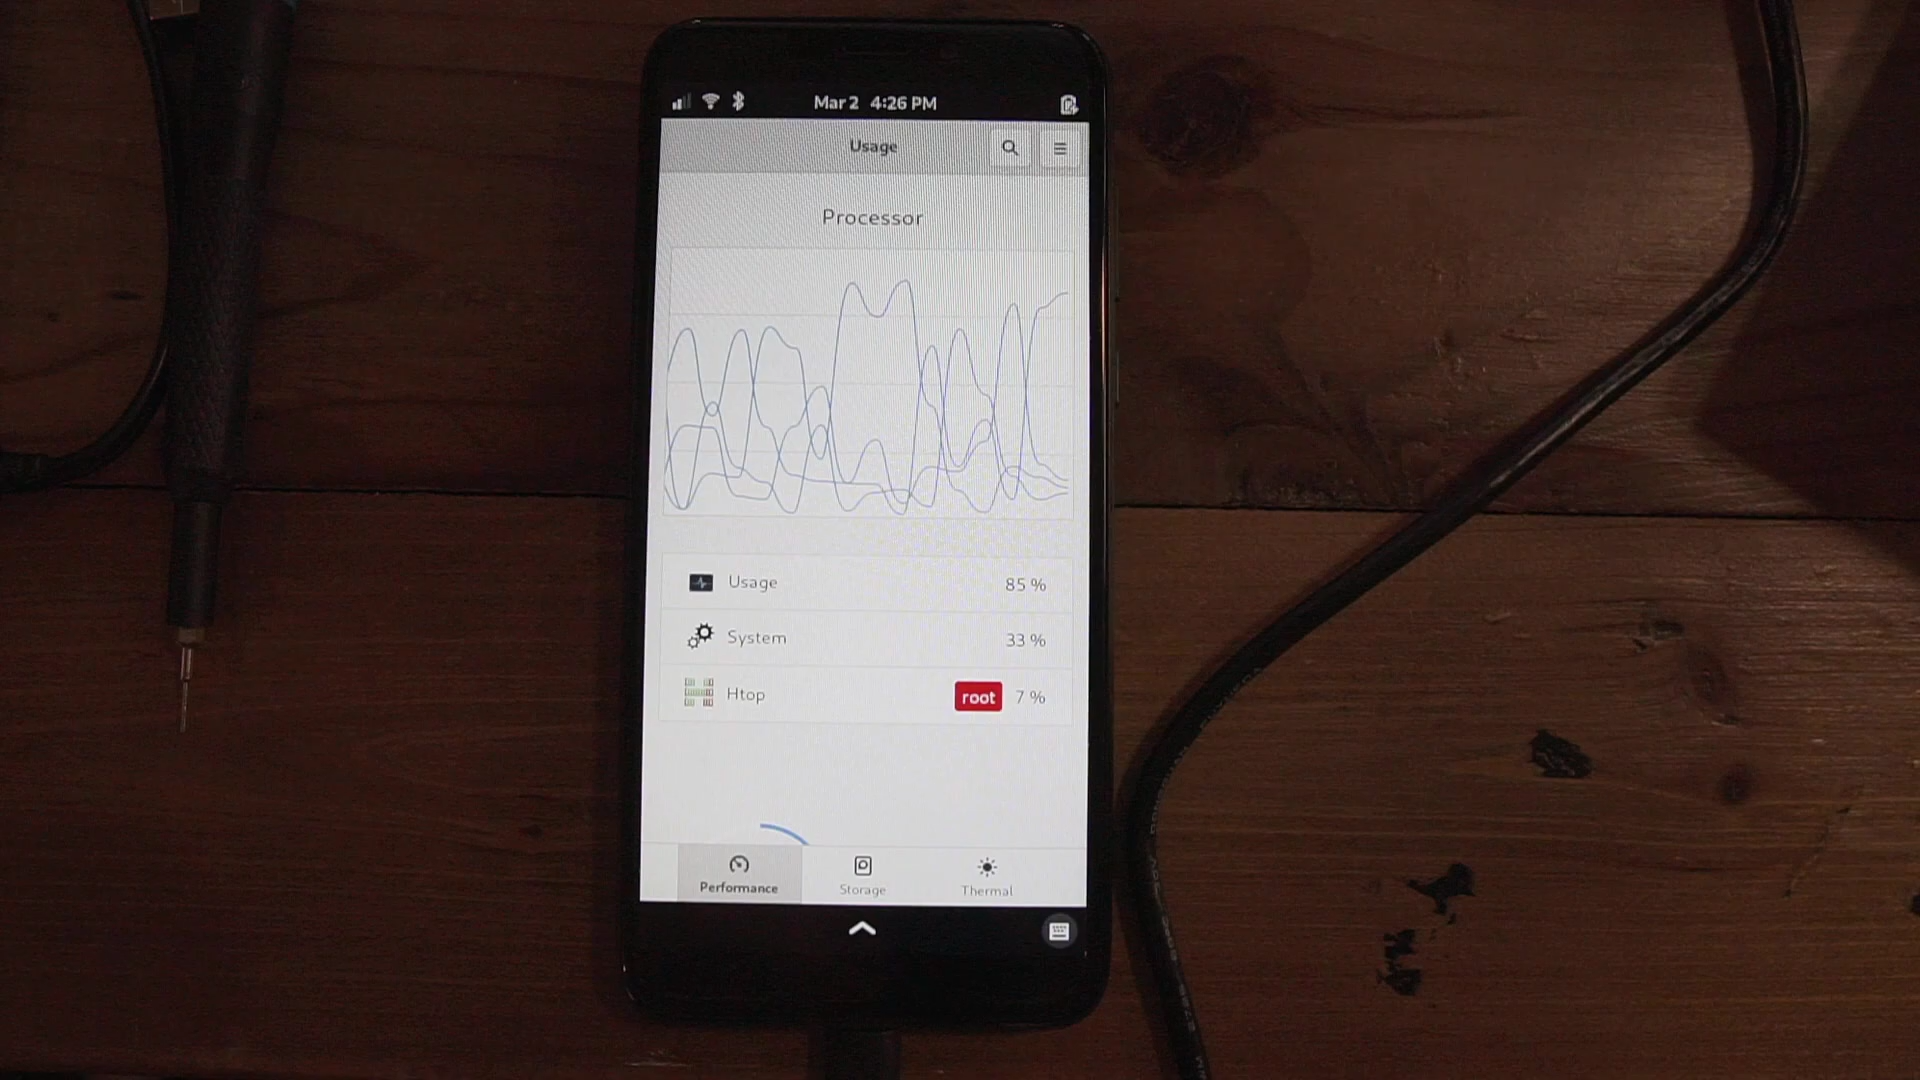 Mar 2 4:26 PM
Usage
Processor
Usage 85 %
System 33 %
Htop root 7 %
Performance Storage Thermal